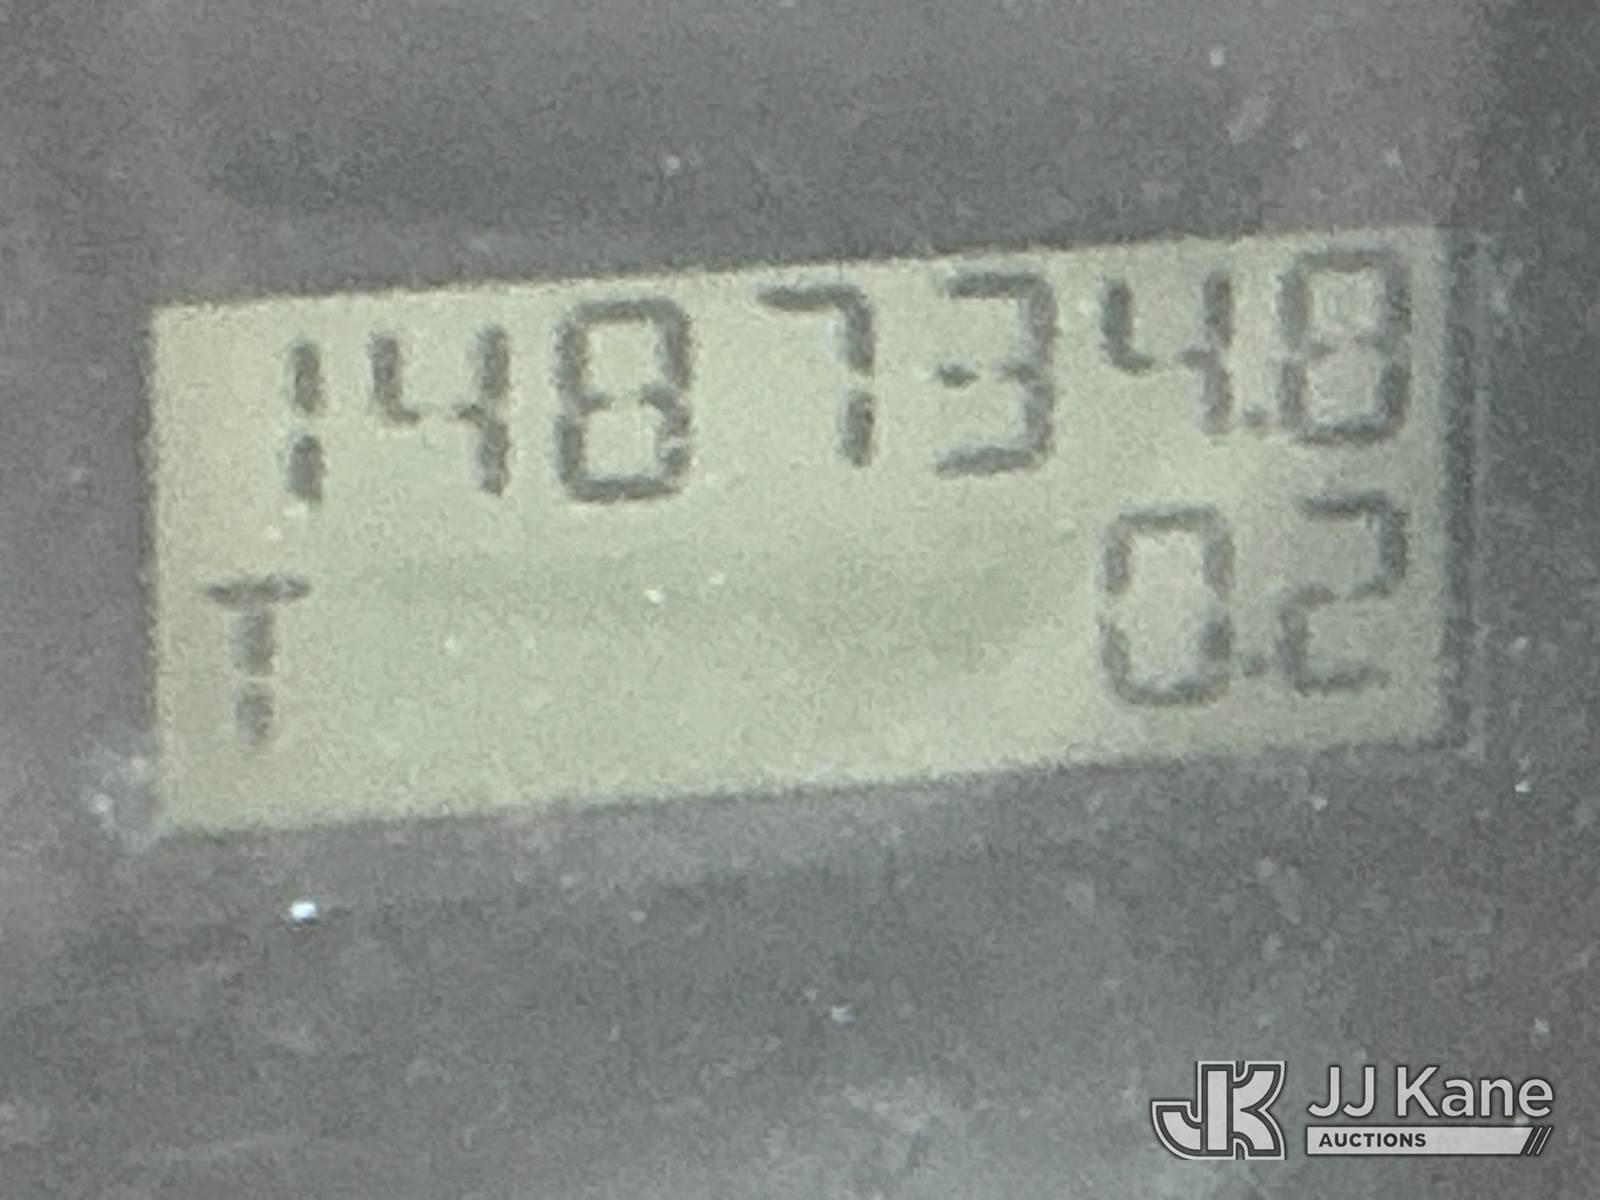 148734.8
T 0.2
JJ Kane
AUCTIONS